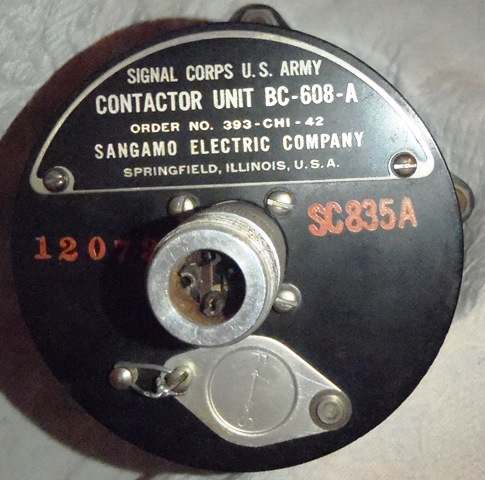 SIGNAL CORPS U.S. ARMY
CONTACTOR UNIT BC-608-A
ORDER NO. 393-CHI-42
SANGAMO ELECTRIC COMPANY
SPRINGFIELD, ILLINOIS, U.S.A.
SC835A